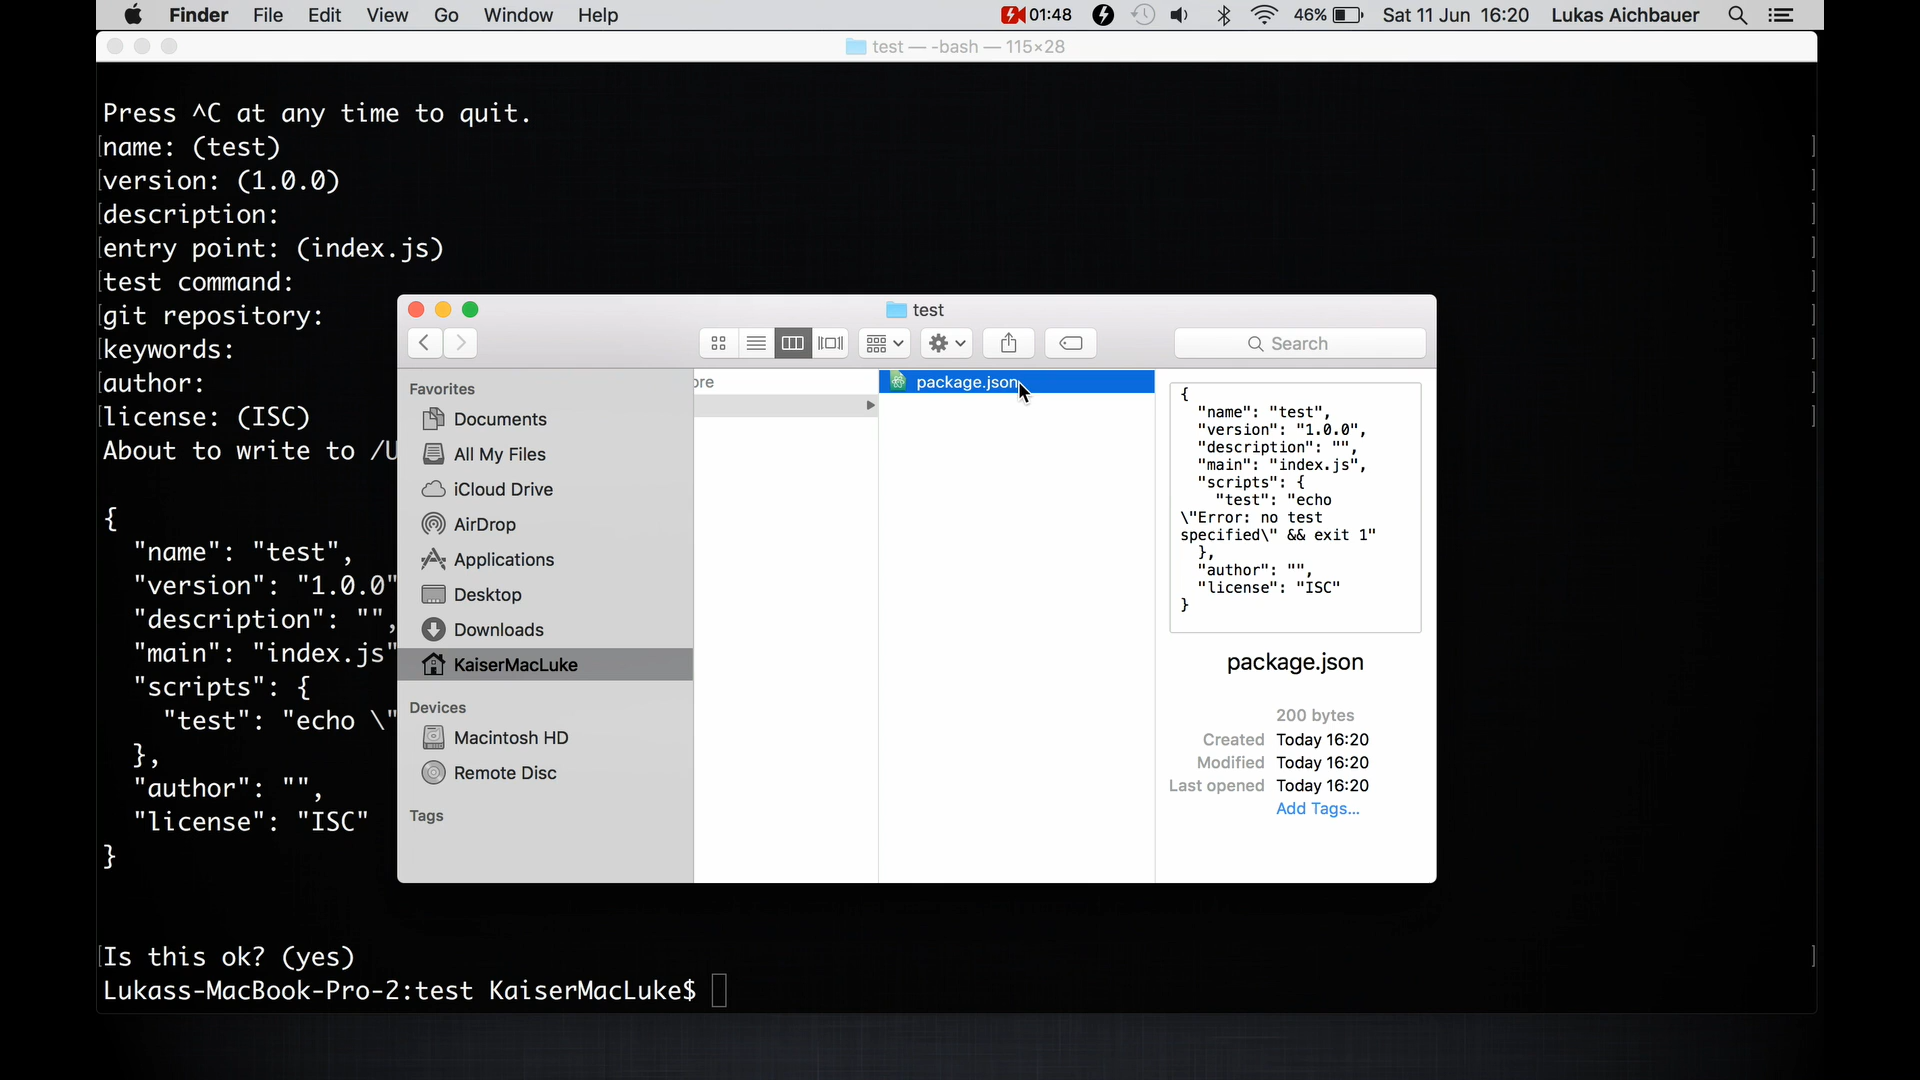 Finder File Edit View Go Window Help 01:48 46% Sat 11 Jun 16:20 Lukas Aichbauer
test — -bash — 115×28
Press ^C at any time to quit.
name: (test)
version: (1.0.0)
description:
entry point: (index.js)
test command:
git repository:
keywords:
author:
license: (ISC)
About to write to /U
{
"name": "test",
"version": "1.0.0"
"description": "",
"main": "index.js"
"scripts": {
"test": "echo \"
},
"author": "",
"license": "ISC"
}
Is this ok? (yes)
Lukass-MacBook-Pro-2:test KaiserMacLuke$
test
Search
Favorites
Documents
All My Files
iCloud Drive
AirDrop
Applications
Desktop
Downloads
KaiserMacLuke
Devices
Macintosh HD
Remote Disc
Tags
ore
package.json
{
"name": "test",
"version": "1.0.0",
"description": "",
"main": "index.js",
"scripts": {
"test": "echo
\"Error: no test
specified\" && exit 1"
},
"author": "",
"license": "ISC"
}
package.json
200 bytes
Created Today 16:20
Modified Today 16:20
Last opened Today 16:20
Add Tags...